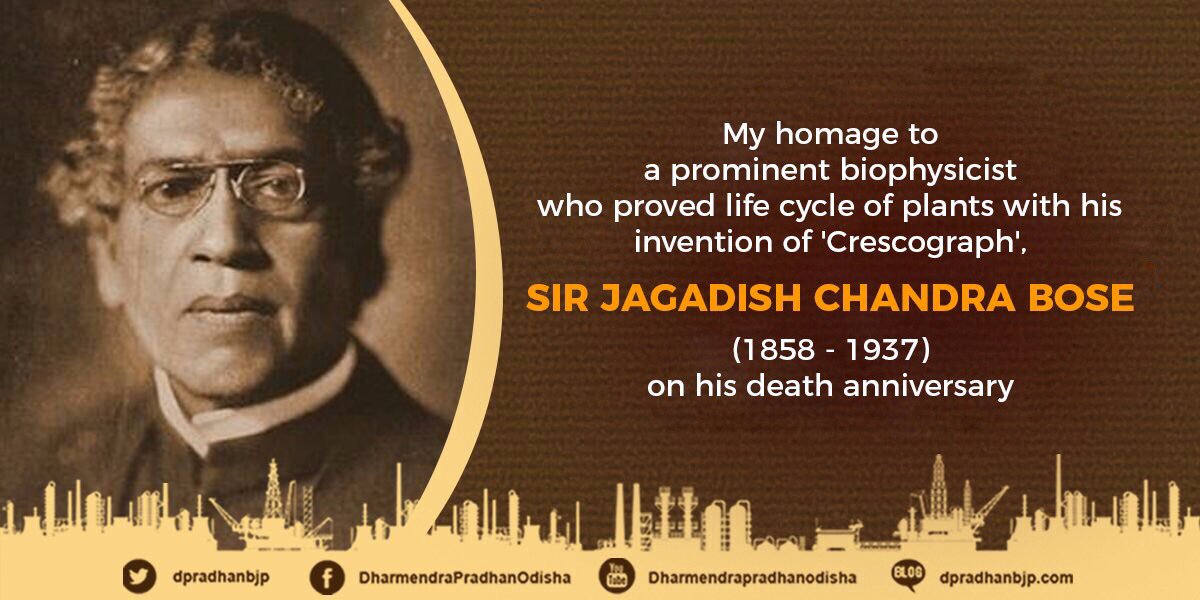 My homage to
a prominent biophysicist
who proved life cycle of plants with his
invention of 'Crescograph',
SIR JAGADISH CHANDRA BOSE
(1858 - 1937)
on his death anniversary
dpradhanbjp
DharmendraPradhanOdisha
You Tube
Dharmendrapradhanodisha
BLOG
dpradhanbjp.com